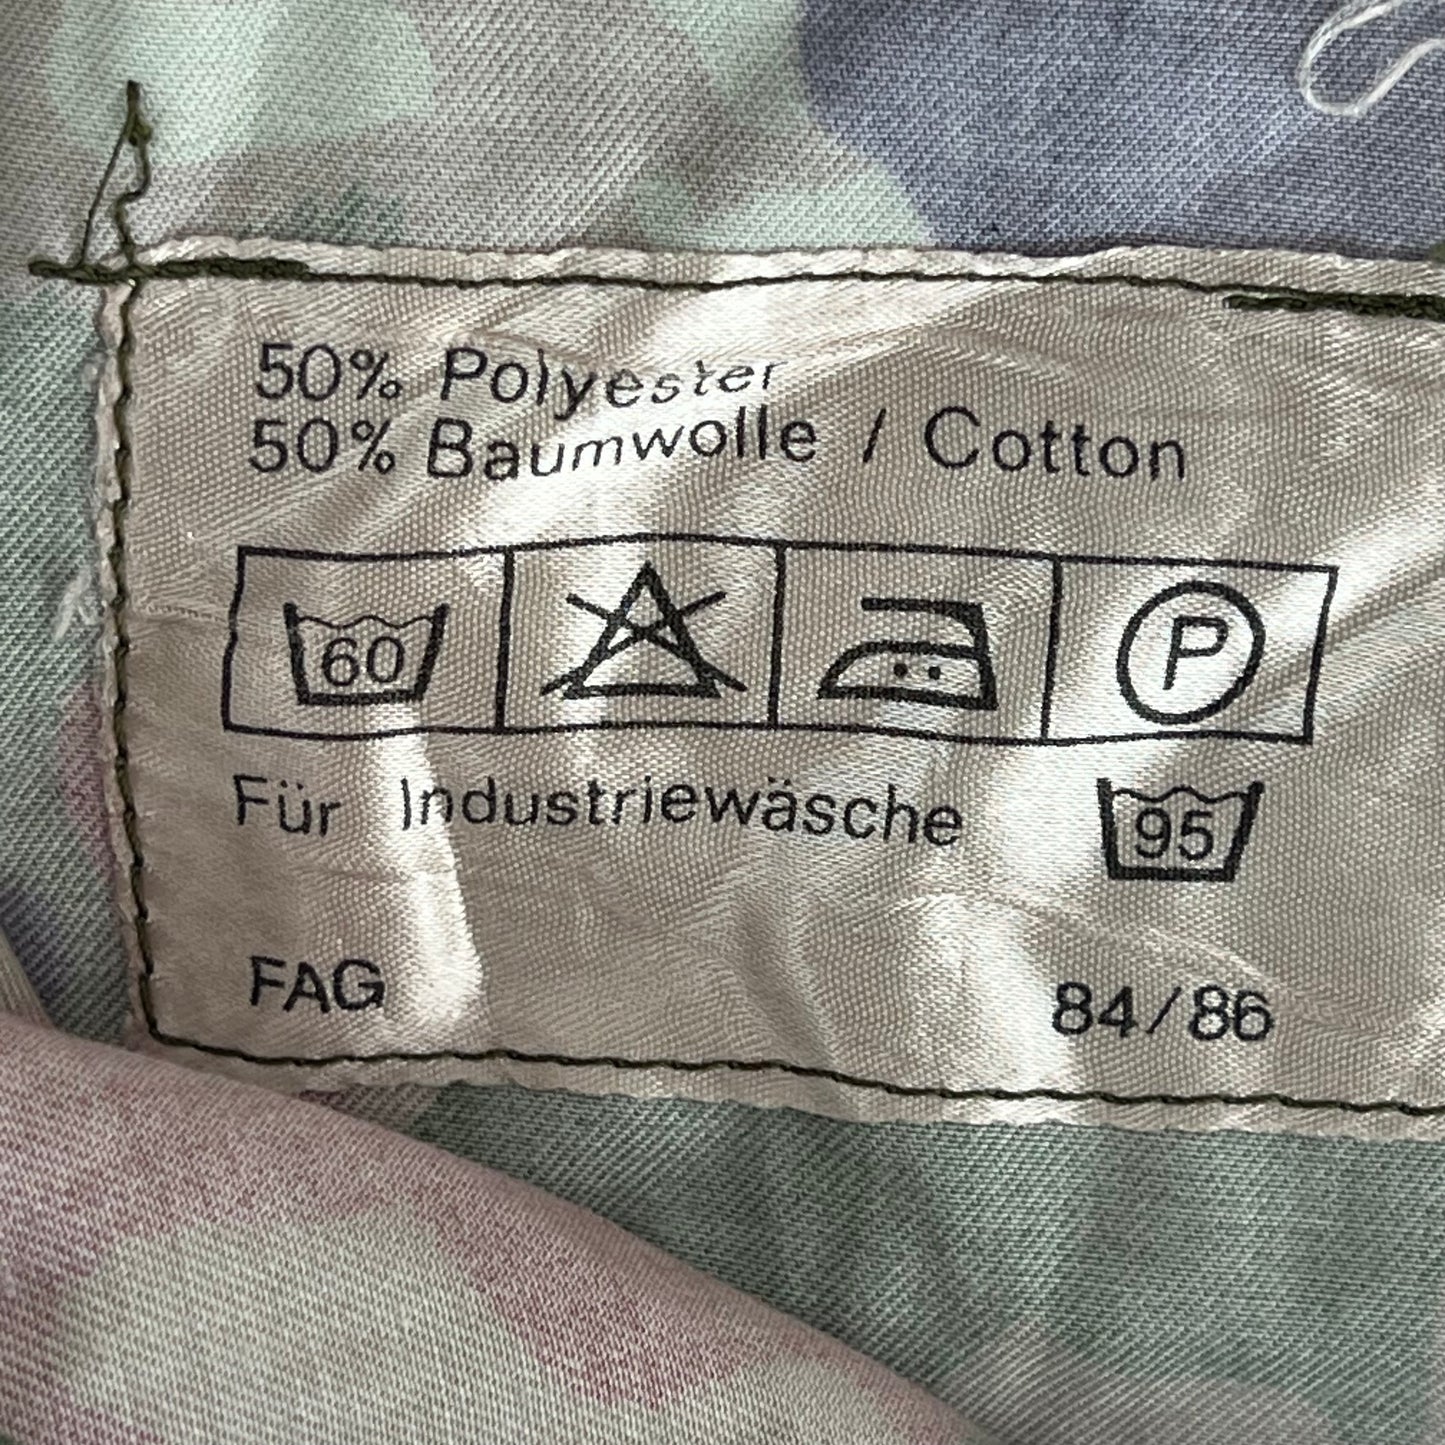 50% Polyester
50% Baumwolle / Cotton
60 P
Für Industriewäsche 95
FAG 84/86